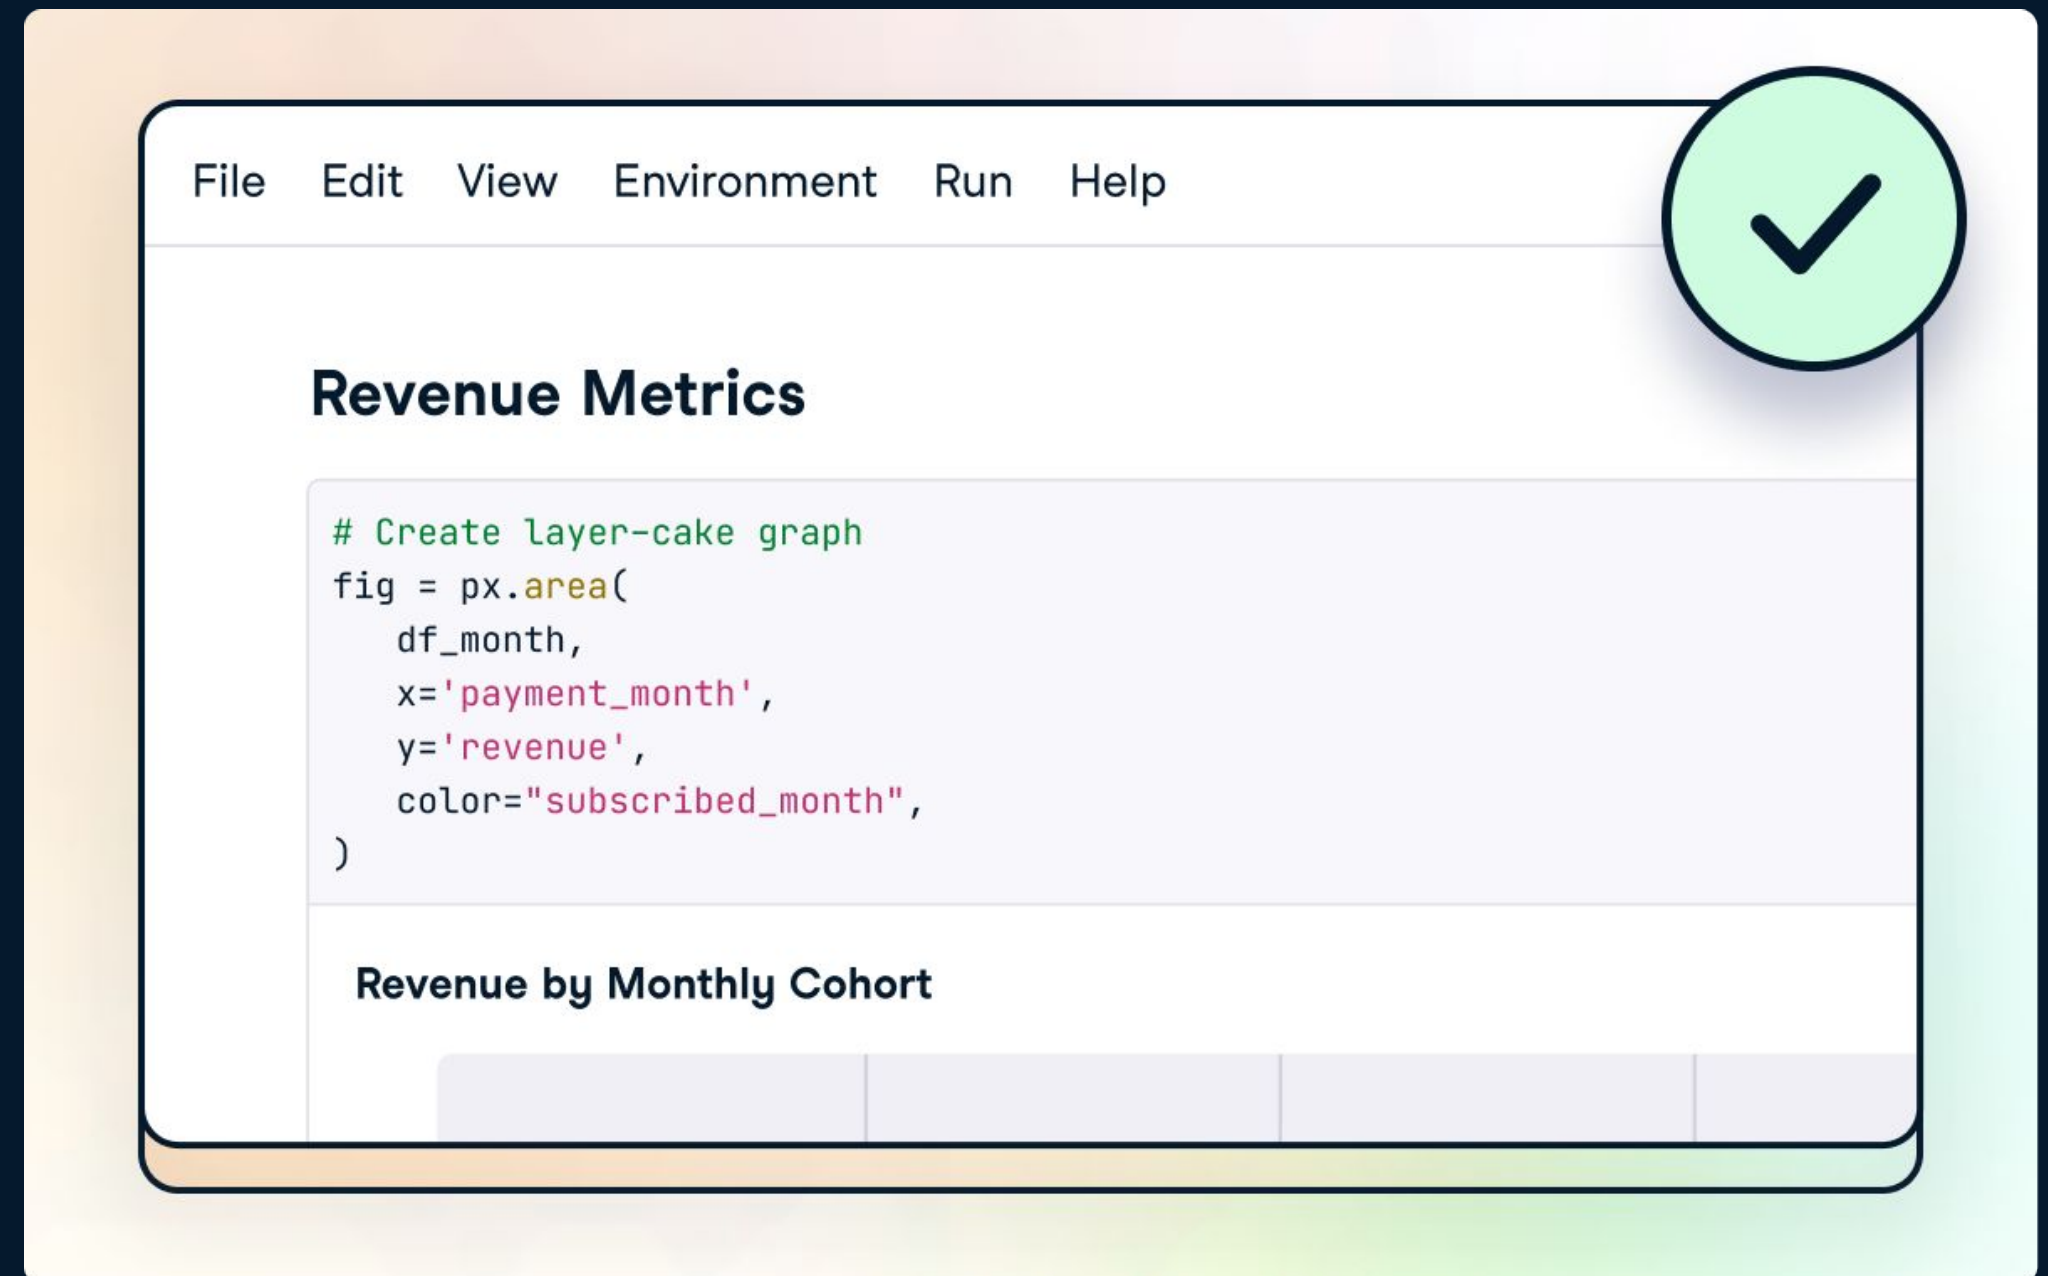 File Edit View Environment Run Help
Revenue Metrics
# Create layer-cake graph
fig = px.area(
   df_month,
   x='payment_month',
   y='revenue',
   color="subscribed_month",
)
Revenue by Monthly Cohort